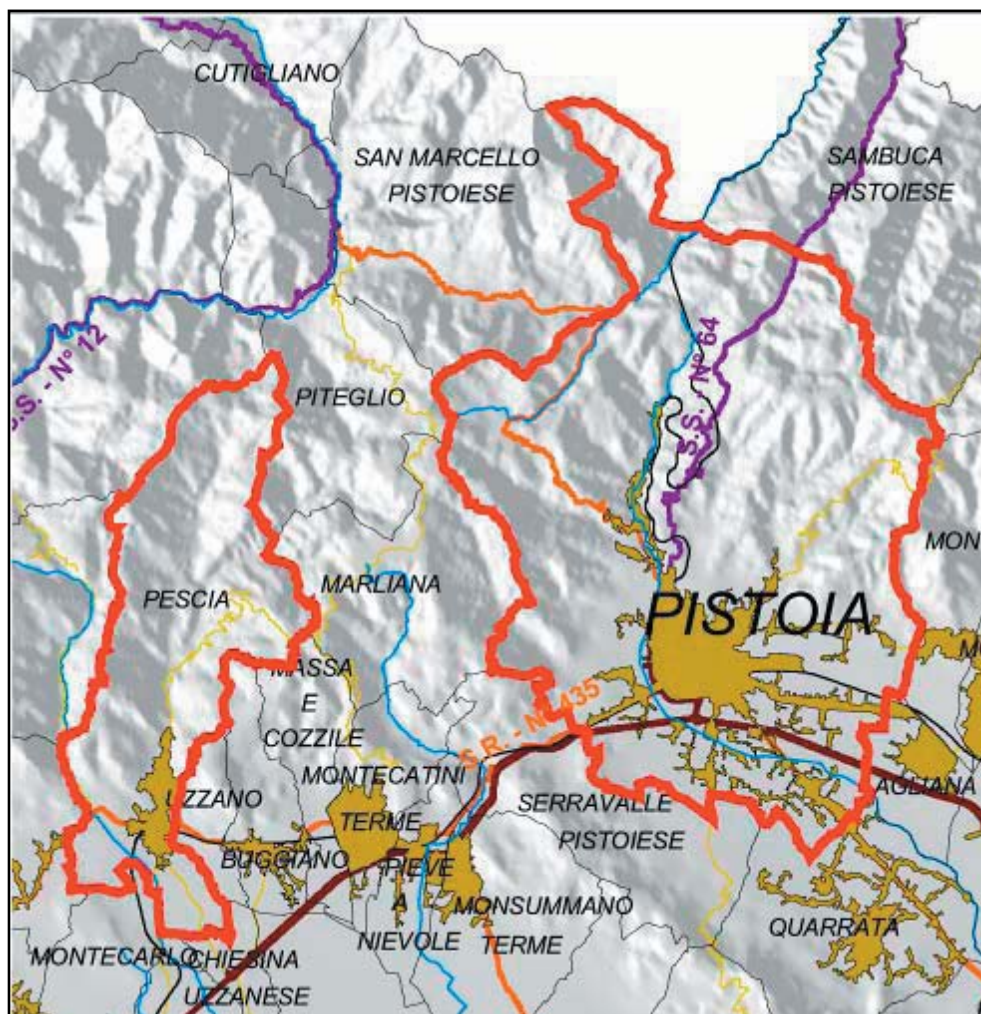 CUTIGLIANO
SAN MARCELLO
PISTOIESE
SAMBUCA
PISTOIESE
S.S. - N° 12
S.S. N° 64
PITEGLIO
MON
PESCIA
MARLIANA
PISTOIA
MASSA
E
COZZILE
S.R. - N° 435
MONTECATINI
TERME
UZZANO
SERRAVALLE
PISTOIESE
AGLIANA
BUGGIANO
PIEVE
A
NIEVOLE
MONSUMMANO
TERME
QUARRATA
MONTECARLO
CHIESINA
UZZANESE